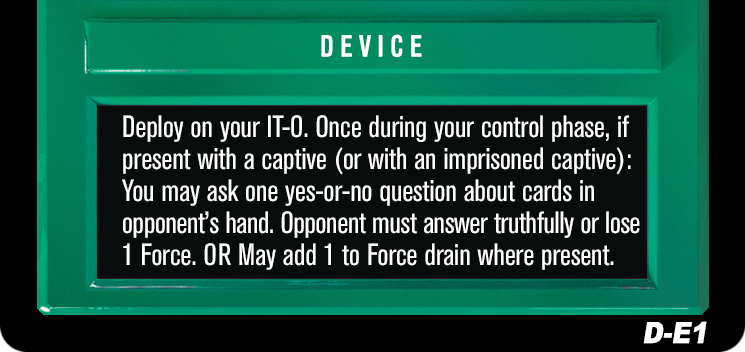 DEVICE
Deploy on your IT-O. Once during your control phase, if
present with a captive (or with an imprisoned captive):
You may ask one yes-or-no question about cards in
opponent's hand. Opponent must answer truthfully or lose
1 Force. OR May add 1 to Force drain where present.
D-E1